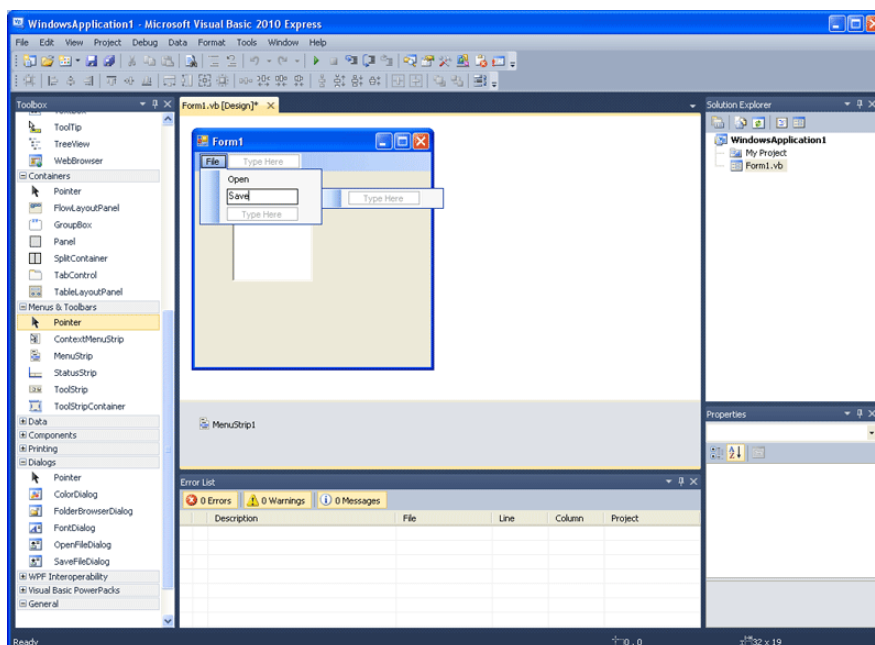 WindowsApplication1 - Microsoft Visual Basic 2010 Express
File Edit View Project Debug Data Format Tools Window Help
Toolbox
ToolTip
TreeView
WebBrowser
Containers
Pointer
FlowLayoutPanel
GroupBox
Panel
SplitContainer
TabControl
TableLayoutPanel
Menus & Toolbars
Pointer
ContextMenuStrip
MenuStrip
StatusStrip
ToolStrip
ToolStripContainer
Data
Components
Printing
Dialogs
Pointer
ColorDialog
FolderBrowserDialog
FontDialog
OpenFileDialog
SaveFileDialog
WPF Interoperability
Visual Basic PowerPacks
General
Form1.vb [Design]*
Form1
File Type Here
Open
Save Type Here
Type Here
MenuStrip1
Error List
0 Errors 0 Warnings 0 Messages
Description File Line Column Project
Solution Explorer
WindowsApplication1
My Project
Form1.vb
Properties
Ready 0 , 0 32 x 19